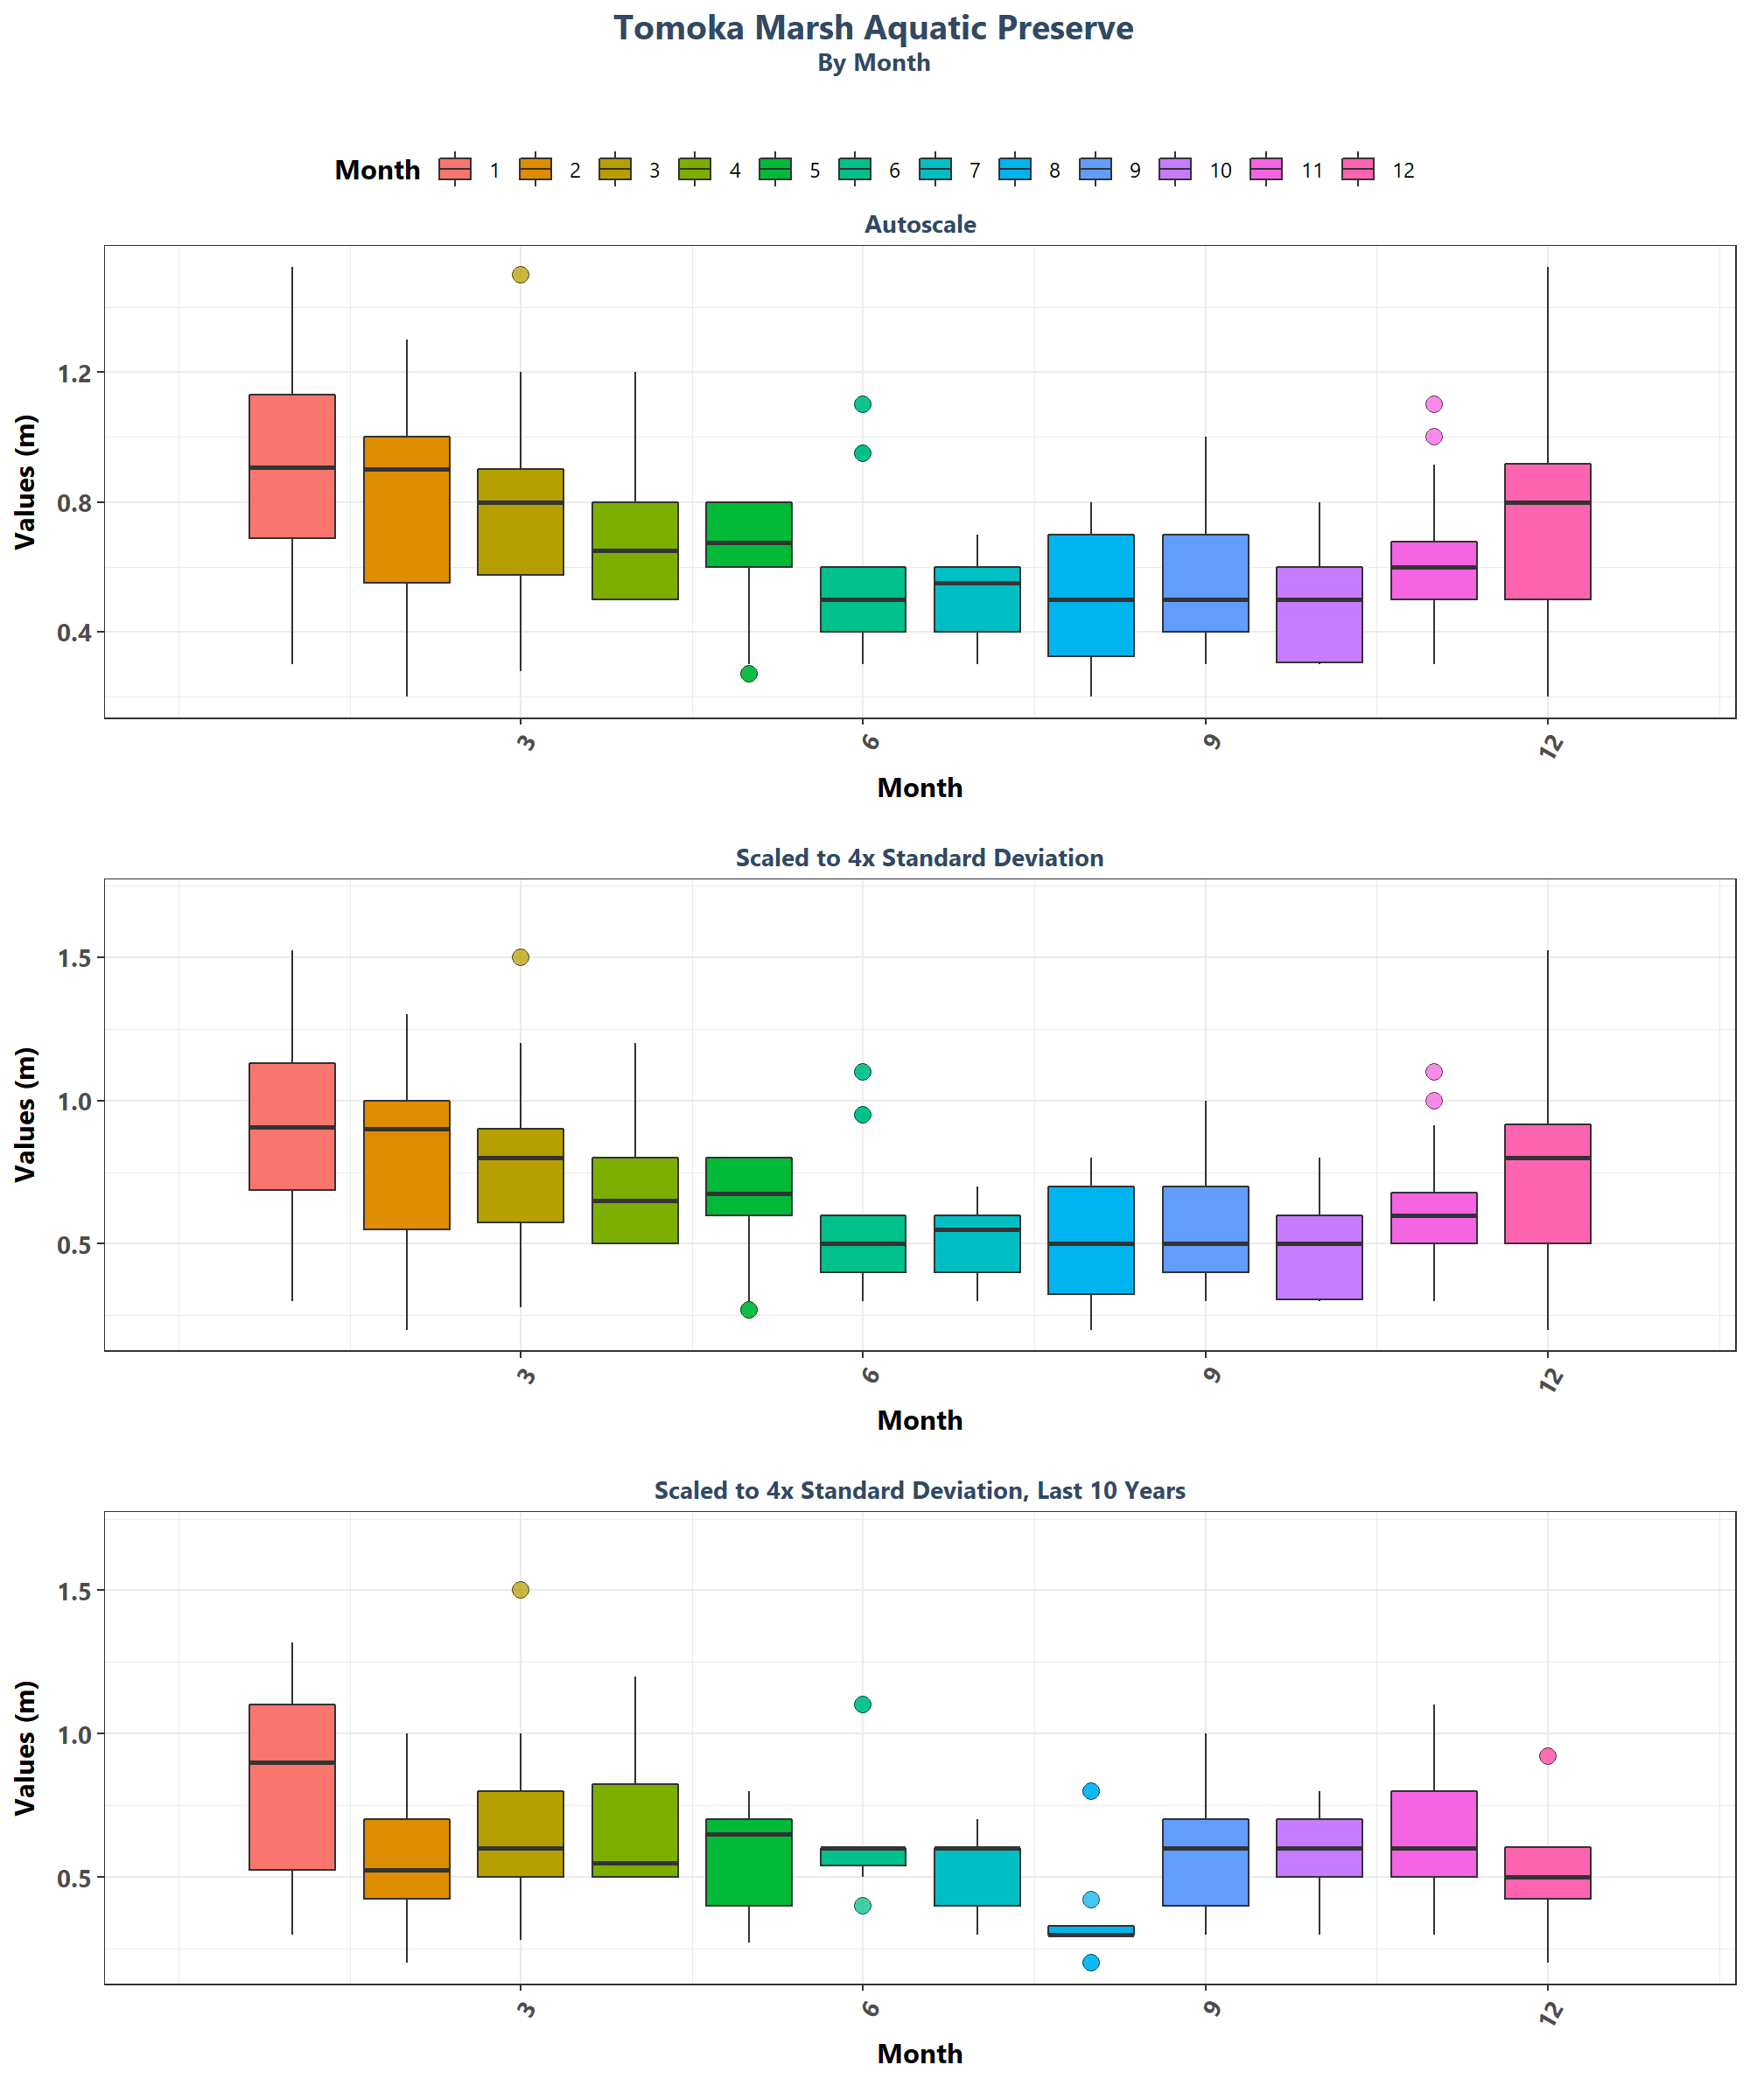 Tomoka Marsh Aquatic Preserve
By Month
Month 1 2 3 4 5 6 7 8 9 10 11 12
Autoscale
Values (m)
1.2
0.8
0.4
3 6 9 12
Month
Scaled to 4x Standard Deviation
Values (m)
1.5
1.0
0.5
3 6 9 12
Month
Scaled to 4x Standard Deviation, Last 10 Years
Values (m)
1.5
1.0
0.5
3 6 9 12
Month